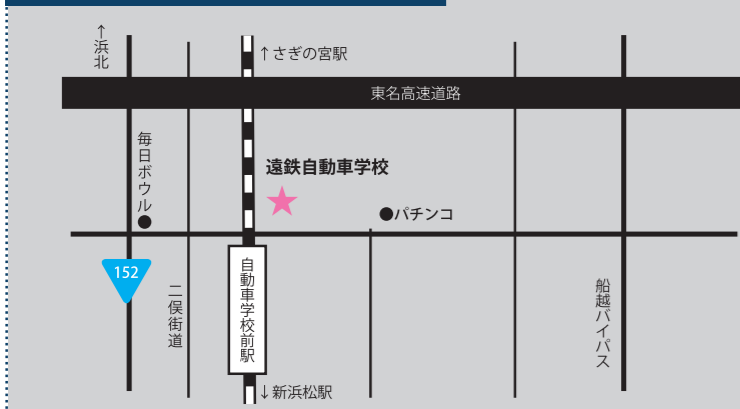 ↑浜北
↑さぎの宮駅
東名高速道路
毎日ボウル
遠鉄自動車学校
●パチンコ
152
二俣街道
自動車学校前駅
船越バイパス
↓新浜松駅